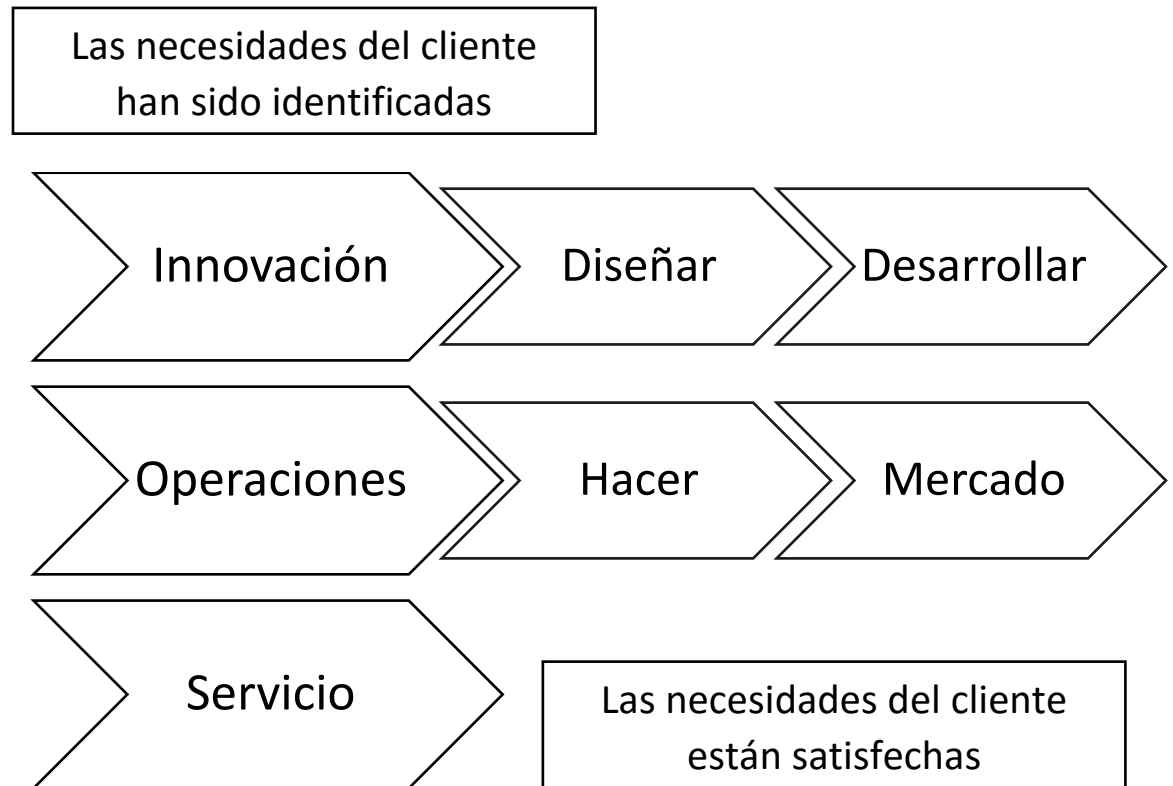 Las necesidades del cliente
han sido identificadas
Innovación
Diseñar
Desarrollar
Operaciones
Hacer
Mercado
Servicio
Las necesidades del cliente
están satisfechas